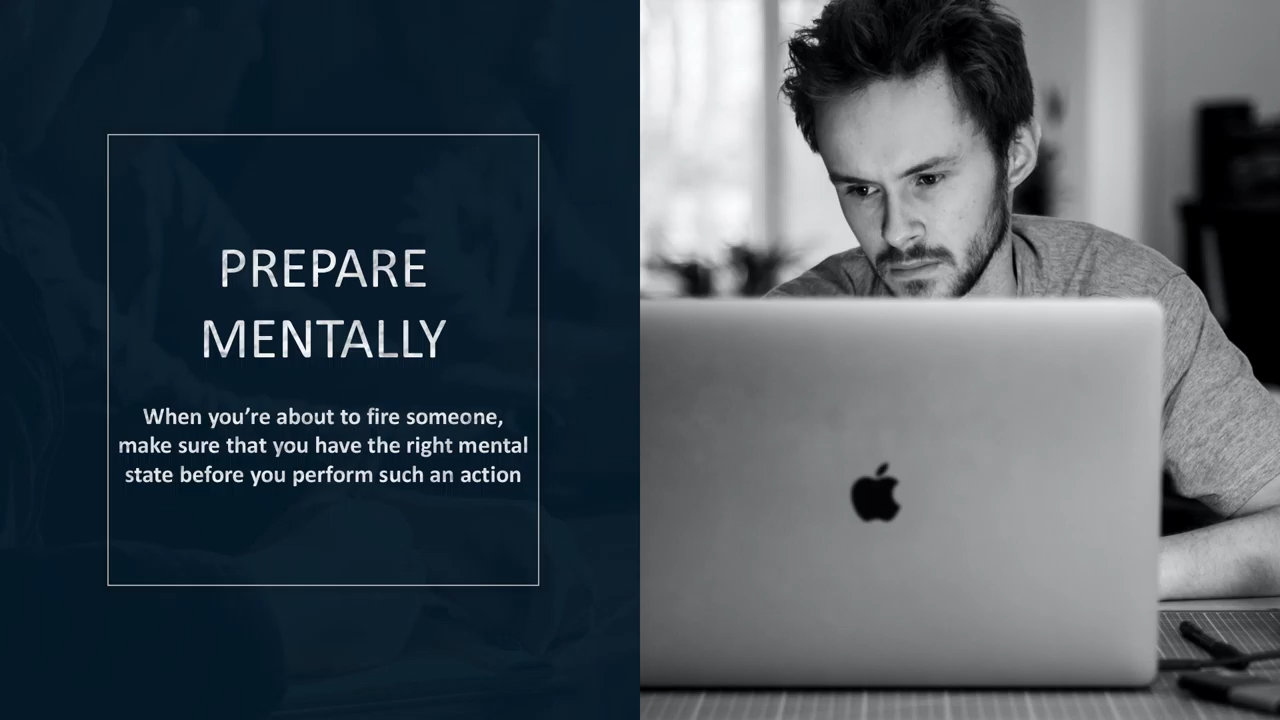 PREPARE
MENTALLY
When you’re about to fire someone,
make sure that you have the right mental
state before you perform such an action